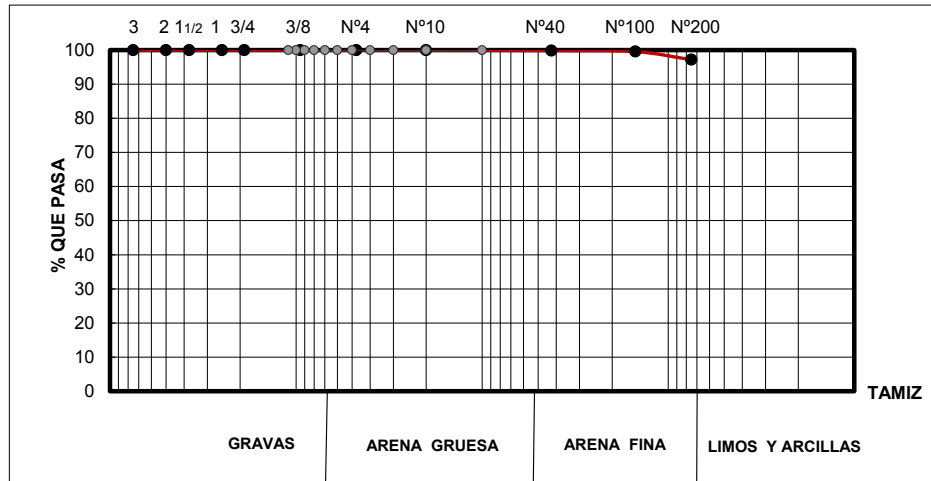 3 2 1 1/2 1 3/4 3/8 Nº4 Nº10 Nº40 Nº100 Nº200
100
90
80
70
60
50
40
30
20
10
0
% QUE PASA
TAMIZ
GRAVAS ARENA GRUESA ARENA FINA LIMOS Y ARCILLAS